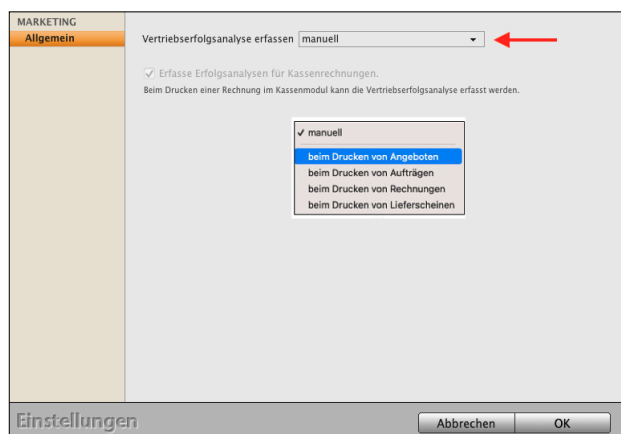 MARKETING
Allgemein
Vertriebserfolgsanalyse erfassen manuell
Erfasse Erfolgsanalysen für Kassenrechnungen.
Beim Drucken einer Rechnung im Kassenmodul kann die Vertriebserfolgsanalyse erfasst werden.
✓ manuell
beim Drucken von Angeboten
beim Drucken von Aufträgen
beim Drucken von Rechnungen
beim Drucken von Lieferscheinen
Einstellungen
Abbrechen OK